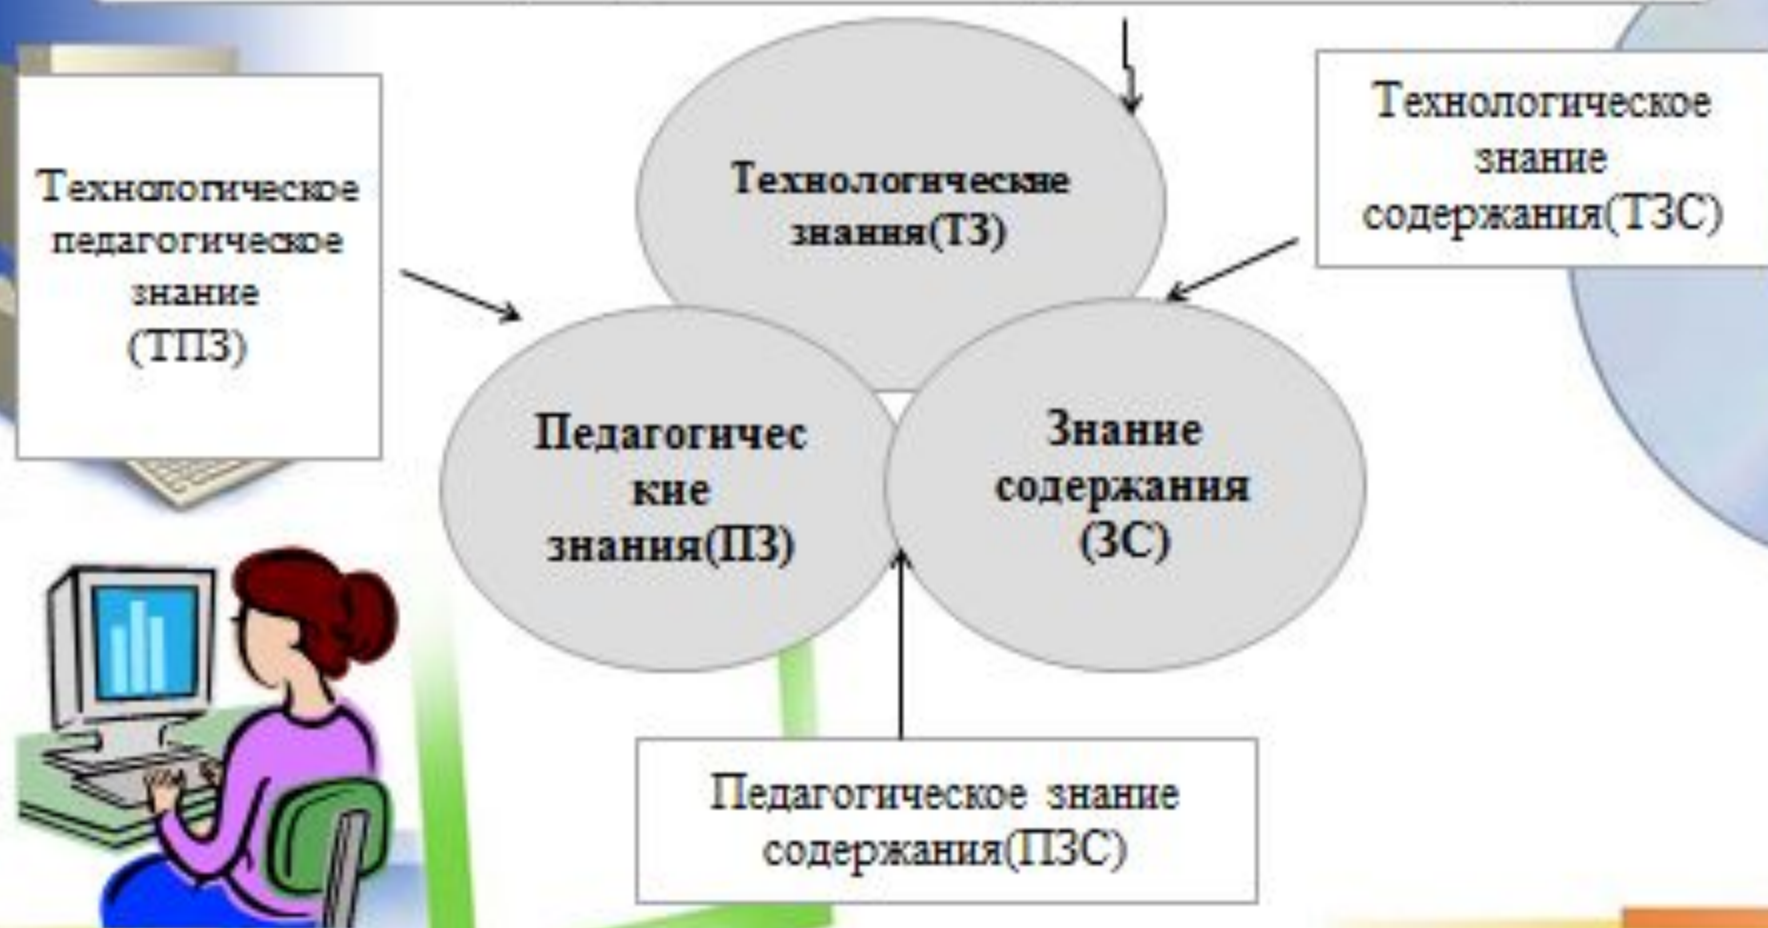 Технологическое
педагогическое
знание
(ТПЗ)
Технологические
знания(ТЗ)
Технологическое
знание
содержания(ТЗС)
Педагогичес
кие
знания(ПЗ)
Знание
содержания
(ЗС)
Педагогическое знание
содержания(ПЗС)